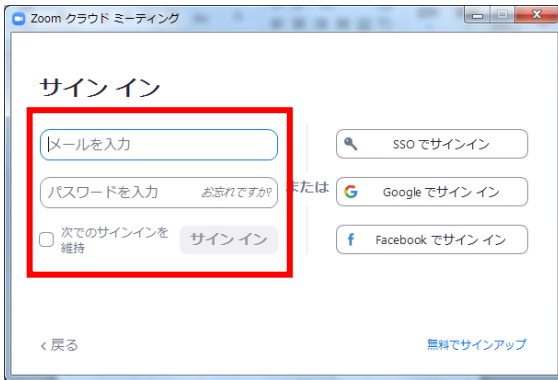 Zoom クラウド ミーティング
サイン イン
メールを入力
パスワードを入力 お忘れですか?
次でのサインインを
維持
サイン イン
または
SSO でサインイン
Google でサイン イン
Facebook でサイン イン
< 戻る
無料でサインアップ